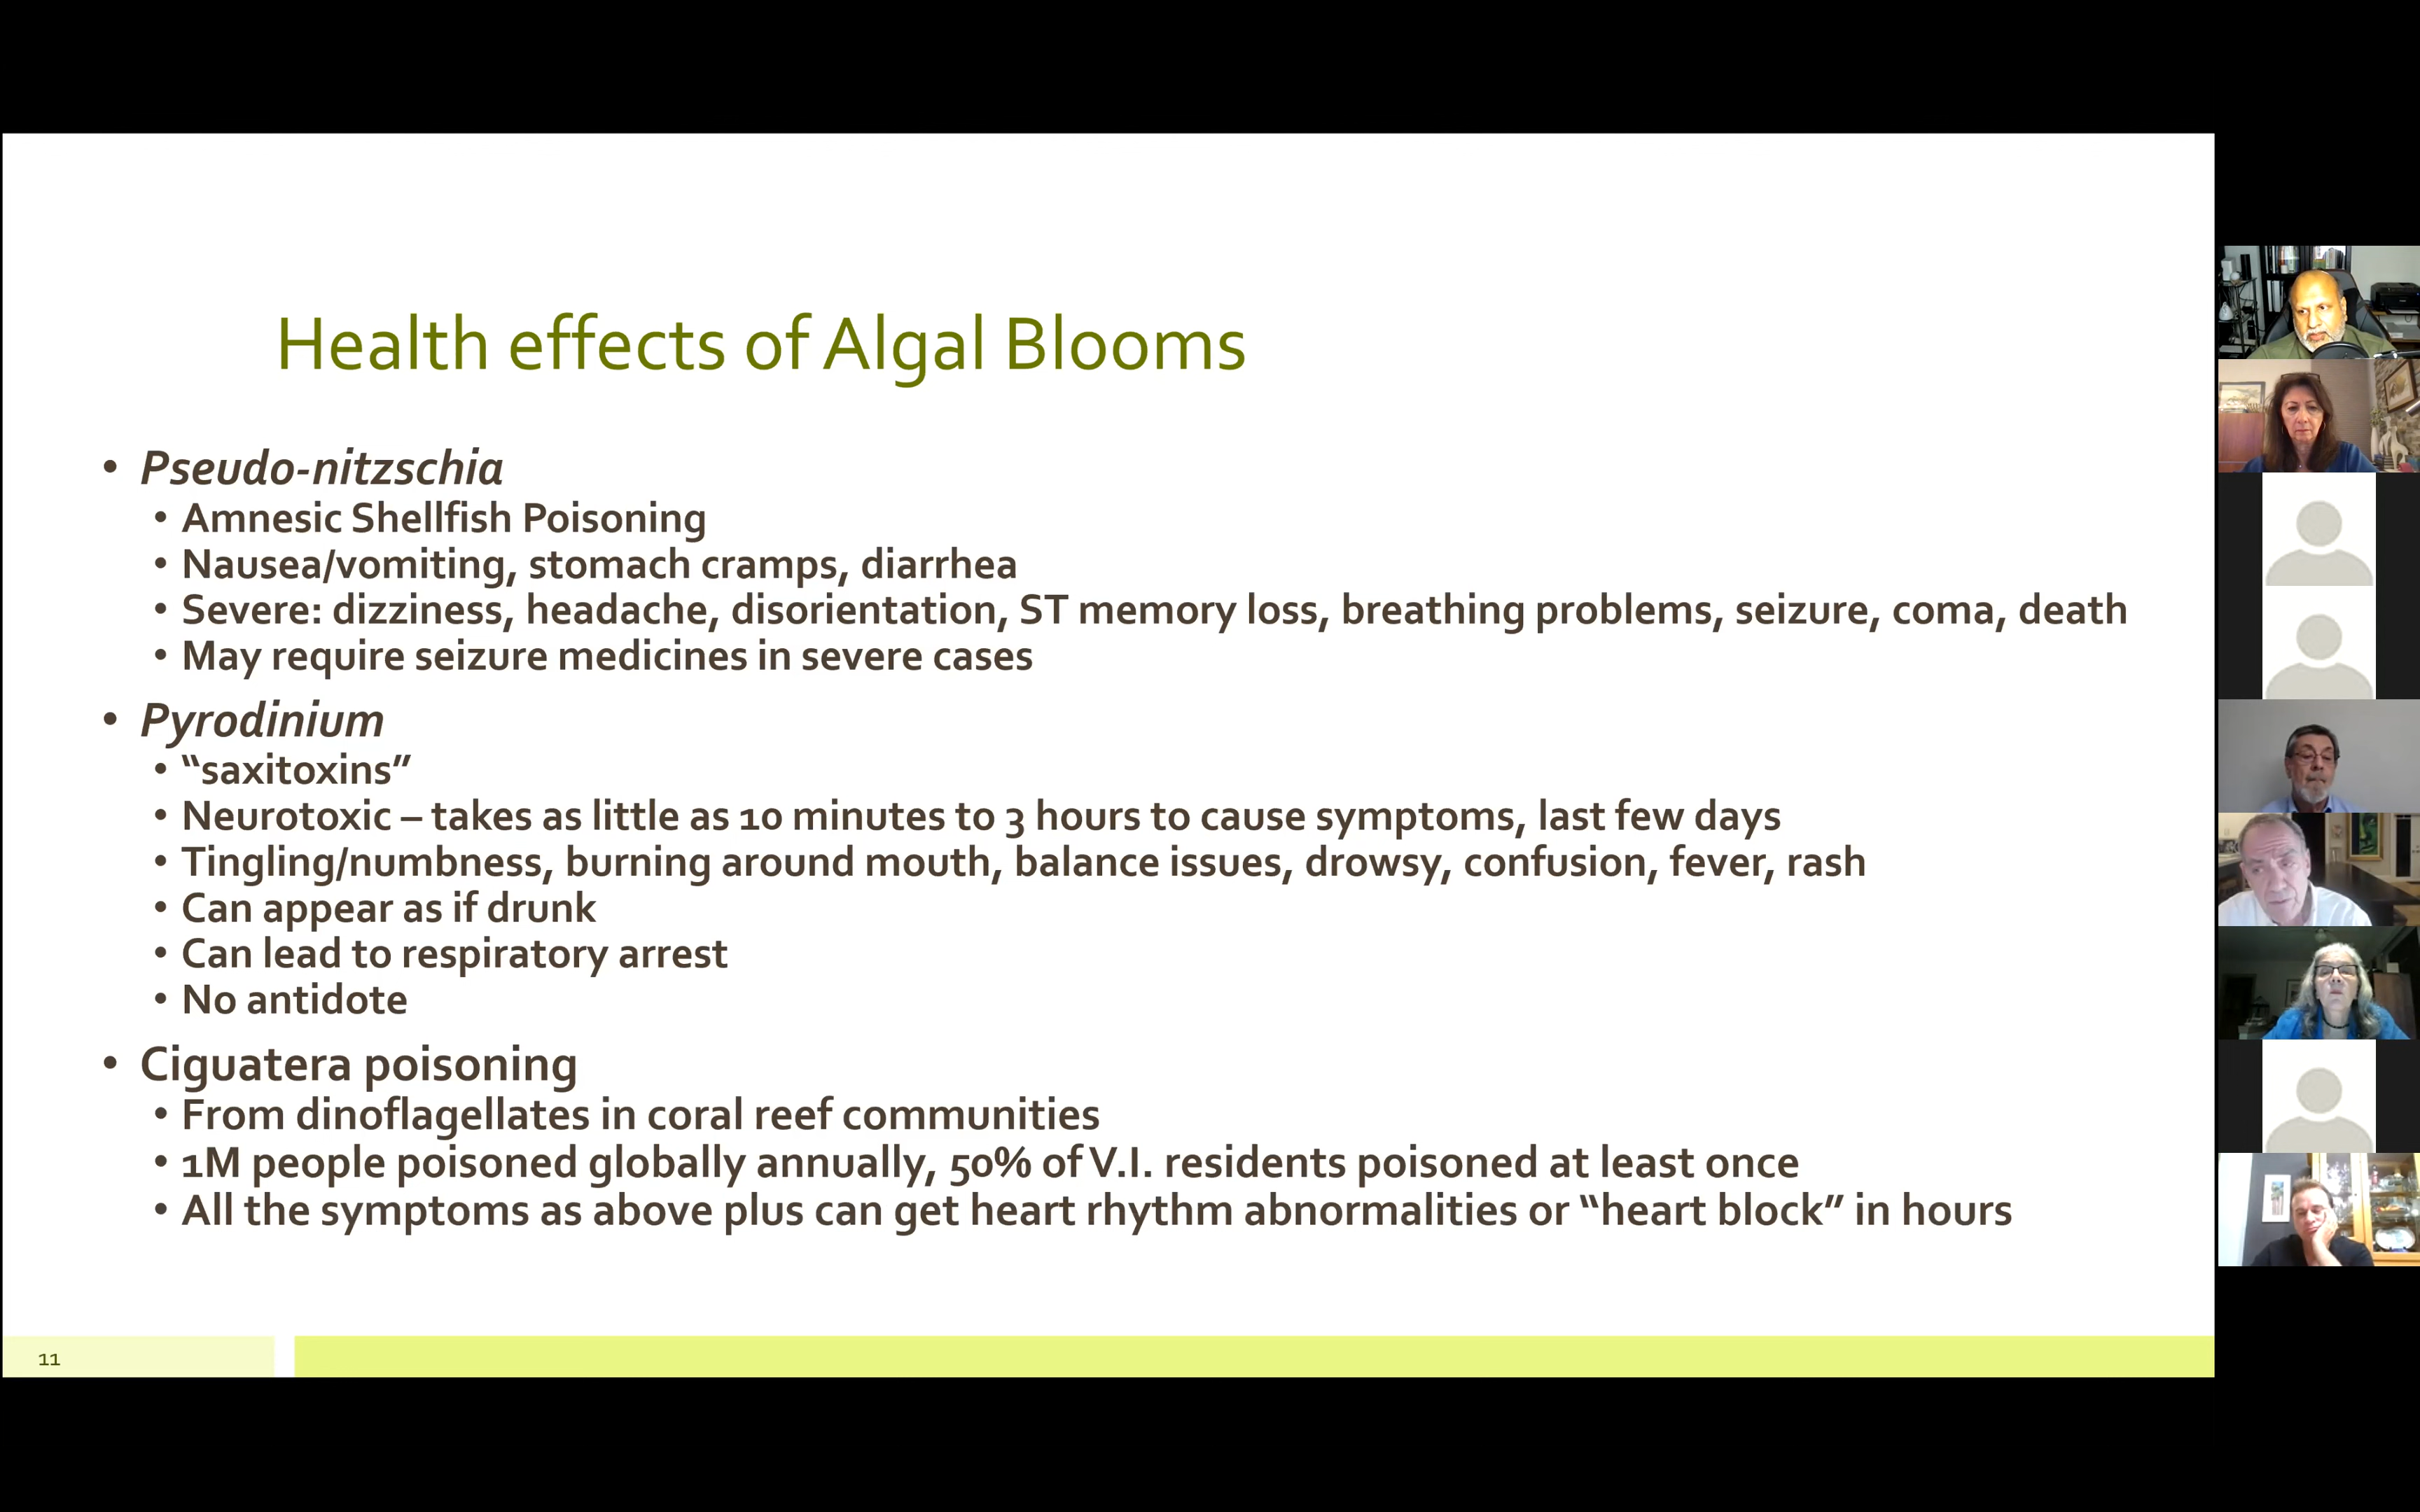 Health effects of Algal Blooms
• Pseudo-nitzschia
• Amnesic Shellfish Poisoning
• Nausea/vomiting, stomach cramps, diarrhea
• Severe: dizziness, headache, disorientation, ST memory loss, breathing problems, seizure, coma, death
• May require seizure medicines in severe cases
• Pyrodinium
• “saxitoxins”
• Neurotoxic – takes as little as 10 minutes to 3 hours to cause symptoms, last few days
• Tingling/numbness, burning around mouth, balance issues, drowsy, confusion, fever, rash
• Can appear as if drunk
• Can lead to respiratory arrest
• No antidote
• Ciguatera poisoning
• From dinoflagellates in coral reef communities
• 1M people poisoned globally annually, 50% of V.I. residents poisoned at least once
• All the symptoms as above plus can get heart rhythm abnormalities or “heart block” in hours
11